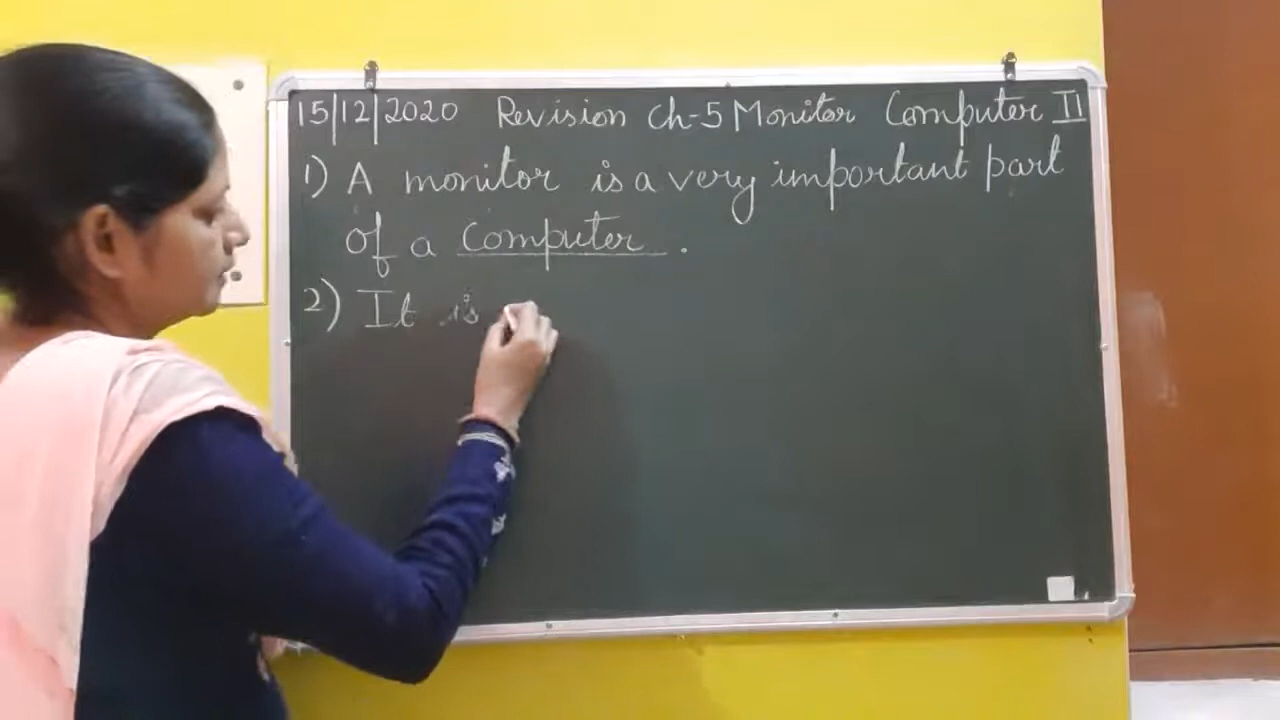 15/12/2020 Revision Ch-5 Monitor Computer II
1) A monitor is a very important part
of a computer.
2) It is